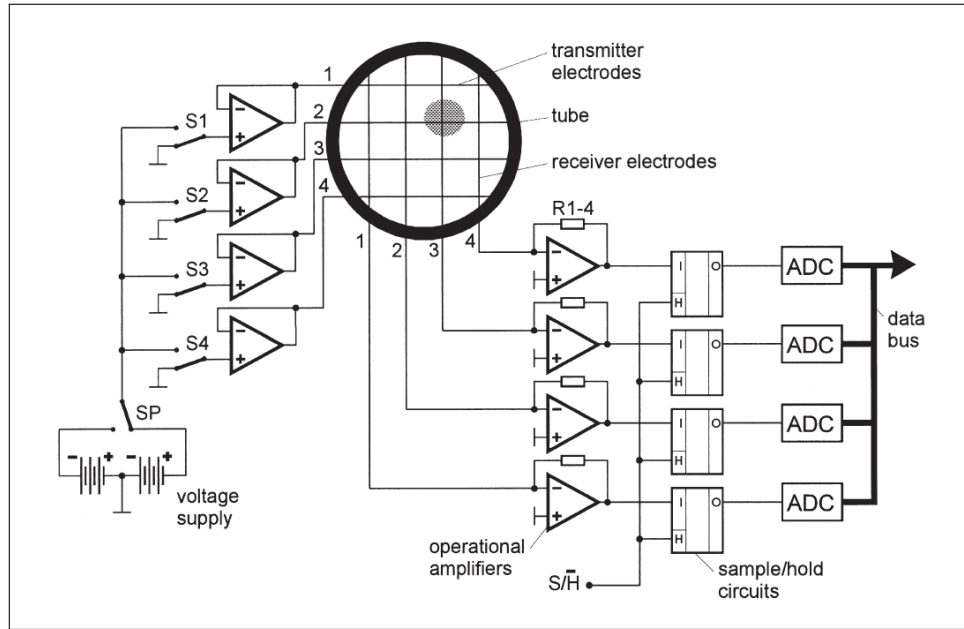 transmitter
electrodes
1
S1
-
+
2
tube
3
receiver electrodes
S2
-
+
4
R1-4
1
2
3
4
S3
-
+
-
+
I
O
H
ADC
S4
-
+
data
bus
-
+
I
O
H
ADC
SP
-
+
-
+
-
+
I
O
H
ADC
voltage
supply
-
+
I
O
H
ADC
operational
amplifiers
S/H̄
sample/hold
circuits